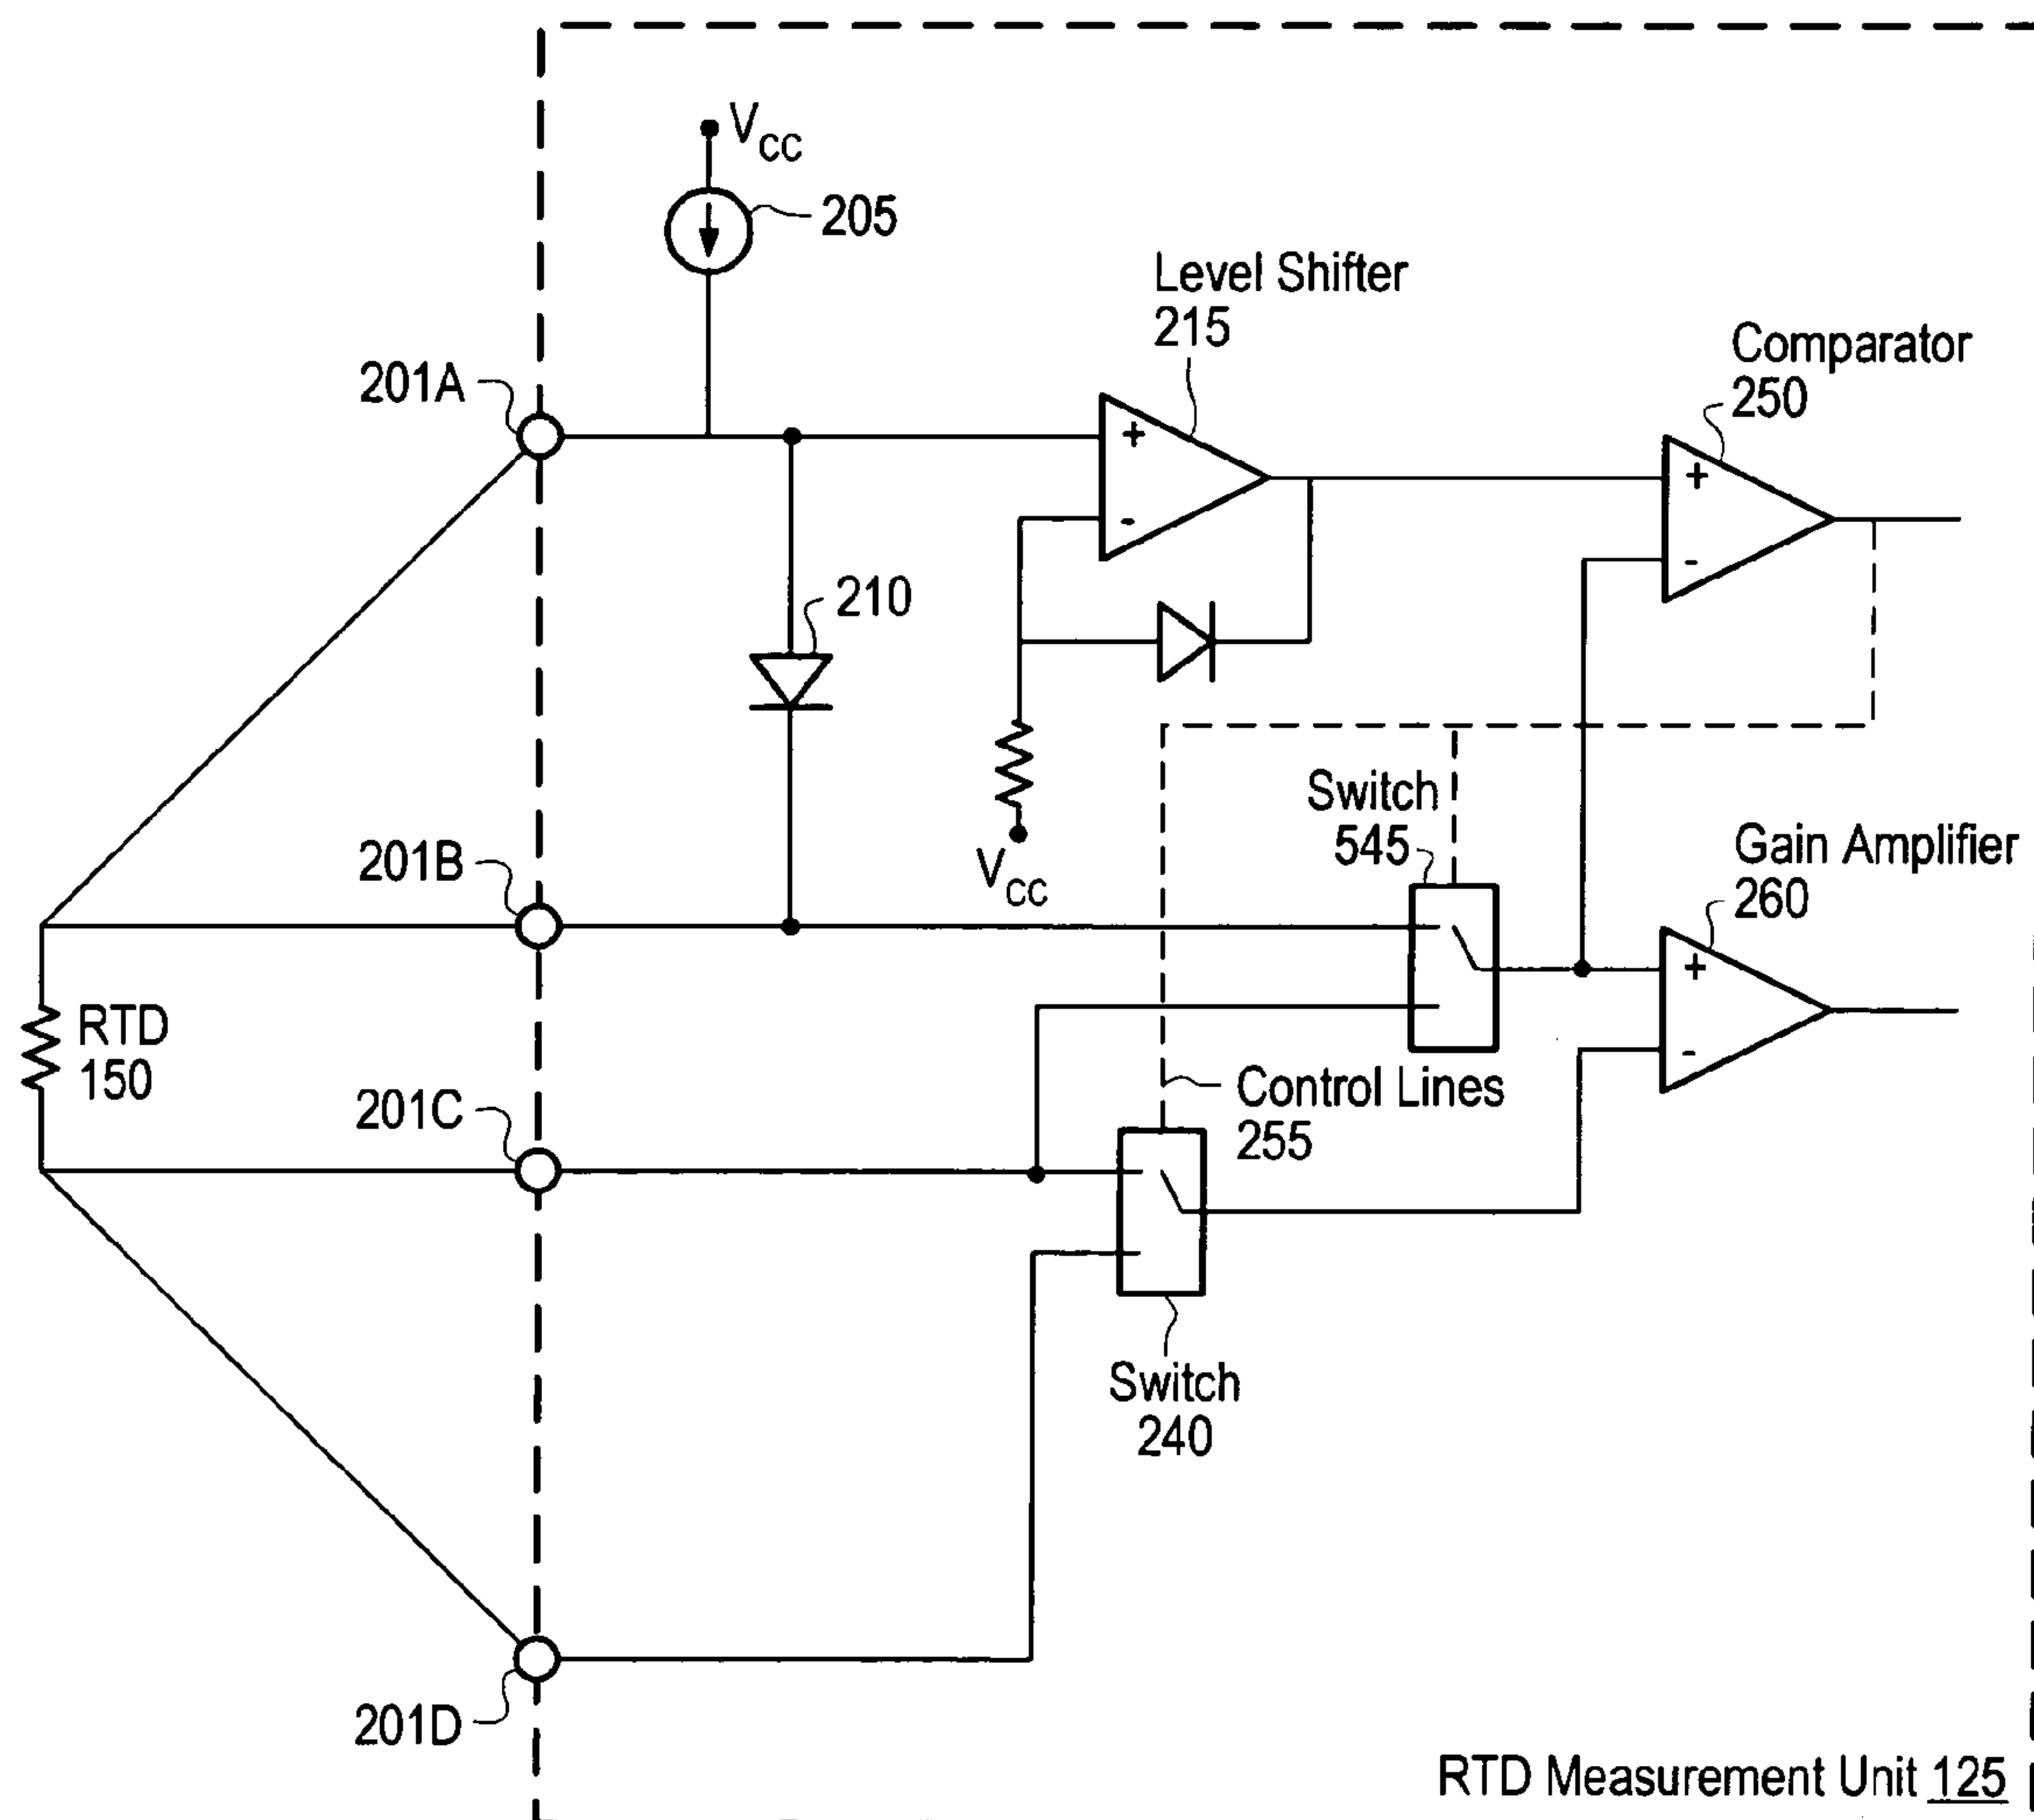 VCC
205
Level Shifter
215
Comparator
250
201A
+
-
+
-
210
Switch
545
VCC
Gain Amplifier
260
201B
+
-
RTD
150
201C
Control Lines
255
Switch
240
201D
RTD Measurement Unit 125